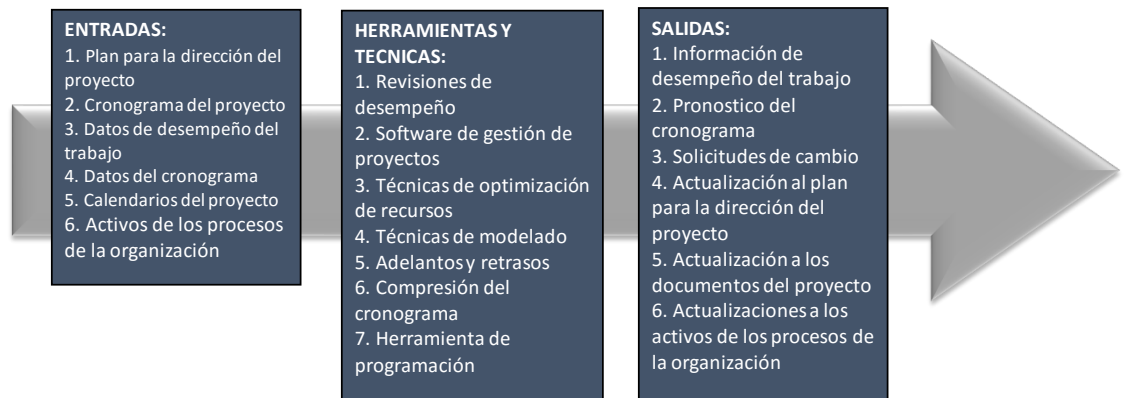 ENTRADAS:
1. Plan para la dirección del
proyecto
2. Cronograma del proyecto
3. Datos de desempeño del
trabajo
4. Datos del cronograma
5. Calendarios del proyecto
6. Activos de los procesos
de la organización
HERRAMIENTAS Y
TECNICAS:
1. Revisiones de
desempeño
2. Software de gestión de
proyectos
3. Técnicas de optimización
de recursos
4. Técnicas de modelado
5. Adelantos y retrasos
6. Compresión del
cronograma
7. Herramienta de
programación
SALIDAS:
1. Información de
desempeño del trabajo
2. Pronostico del
cronograma
3. Solicitudes de cambio
4. Actualización al plan
para la dirección del
proyecto
5. Actualización a los
documentos del proyecto
6. Actualizaciones a los
activos de los procesos de
la organización